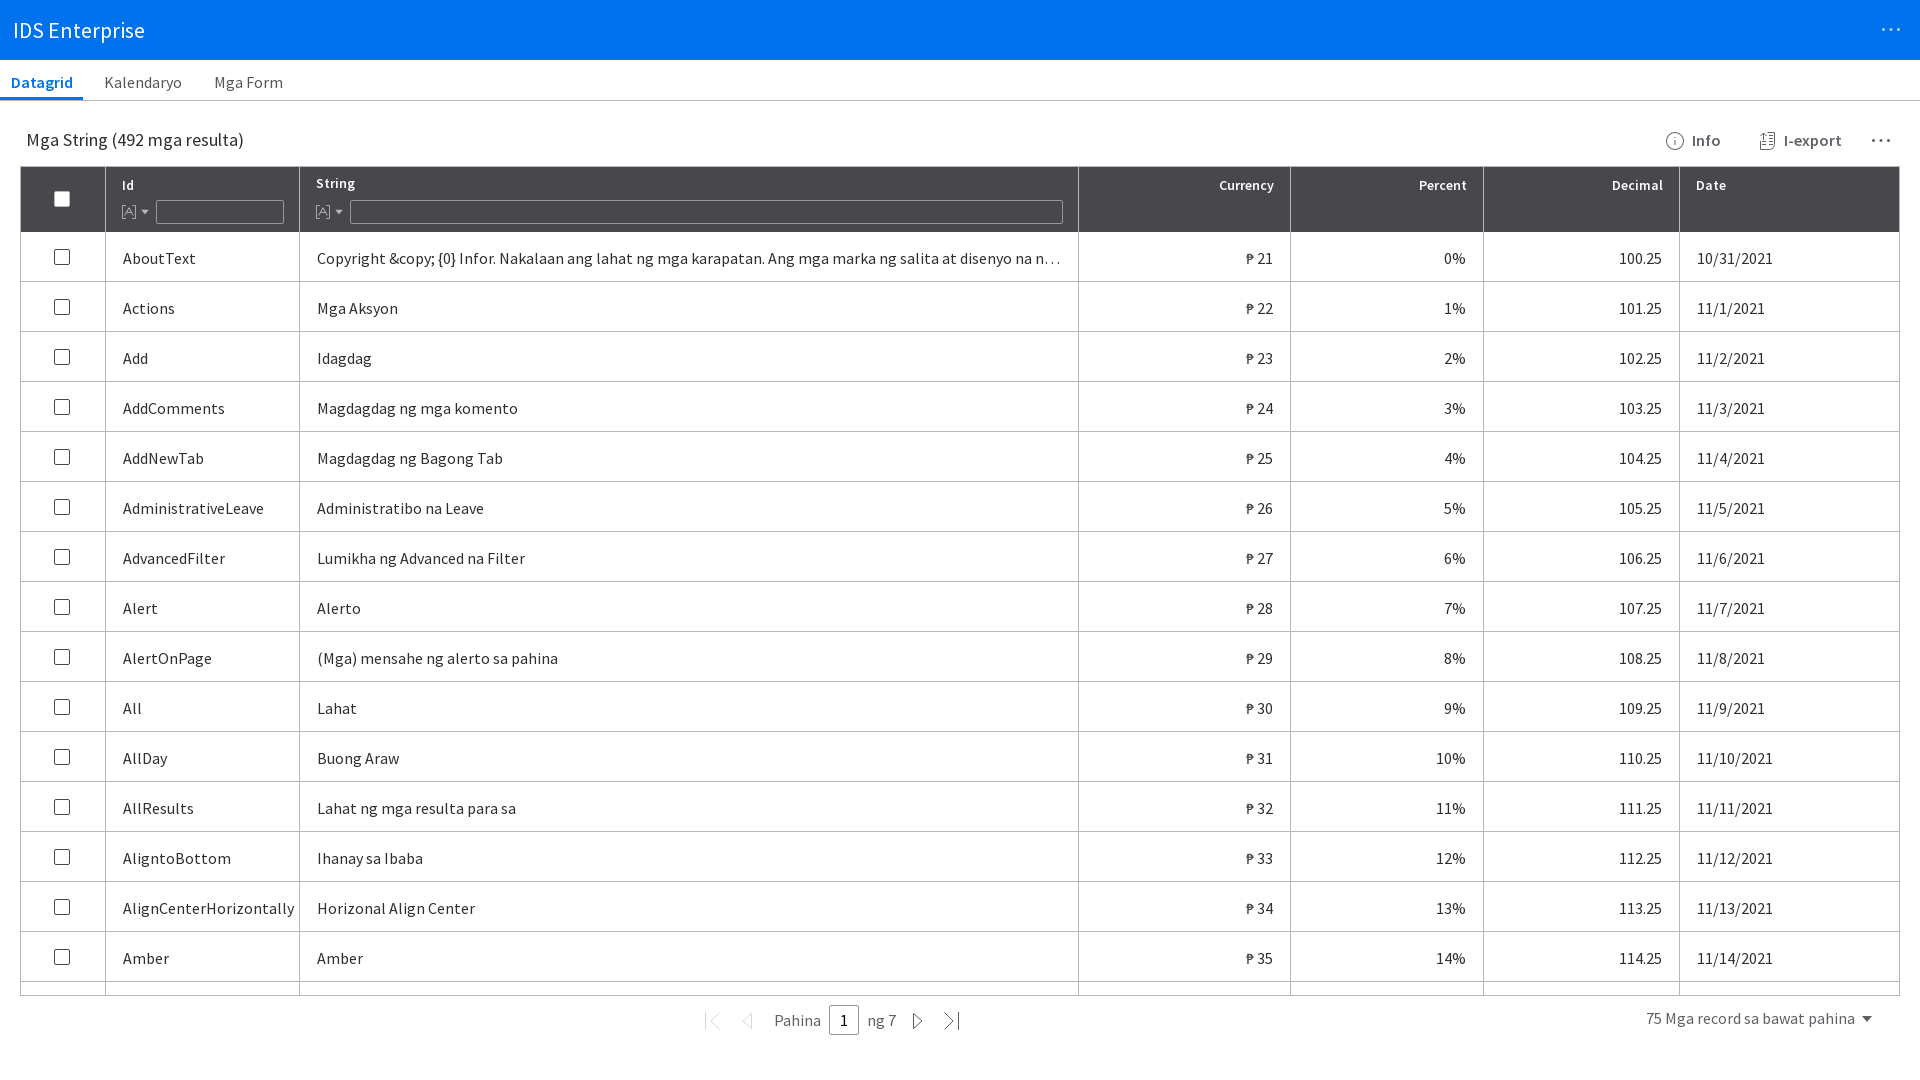 IDS Enterprise
Datagrid Kalendaryo Mga Form
Mga String (492 mga resulta) Info I-export
Id String Currency Percent Decimal Date
AboutText Copyright &copy; {0} Infor. Nakalaan ang lahat ng mga karapatan. Ang mga marka ng salita at disenyo na n... ₱ 21 0% 100.25 10/31/2021
Actions Mga Aksyon ₱ 22 1% 101.25 11/1/2021
Add Idagdag ₱ 23 2% 102.25 11/2/2021
AddComments Magdagdag ng mga komento ₱ 24 3% 103.25 11/3/2021
AddNewTab Magdagdag ng Bagong Tab ₱ 25 4% 104.25 11/4/2021
AdministrativeLeave Administratibo na Leave ₱ 26 5% 105.25 11/5/2021
AdvancedFilter Lumikha ng Advanced na Filter ₱ 27 6% 106.25 11/6/2021
Alert Alerto ₱ 28 7% 107.25 11/7/2021
AlertOnPage (Mga) mensahe ng alerto sa pahina ₱ 29 8% 108.25 11/8/2021
All Lahat ₱ 30 9% 109.25 11/9/2021
AllDay Buong Araw ₱ 31 10% 110.25 11/10/2021
AllResults Lahat ng mga resulta para sa ₱ 32 11% 111.25 11/11/2021
AligntoBottom Ihanay sa Ibaba ₱ 33 12% 112.25 11/12/2021
AlignCenterHorizontally Horizonal Align Center ₱ 34 13% 113.25 11/13/2021
Amber Amber ₱ 35 14% 114.25 11/14/2021
Pahina 1 ng 7 75 Mga record sa bawat pahina